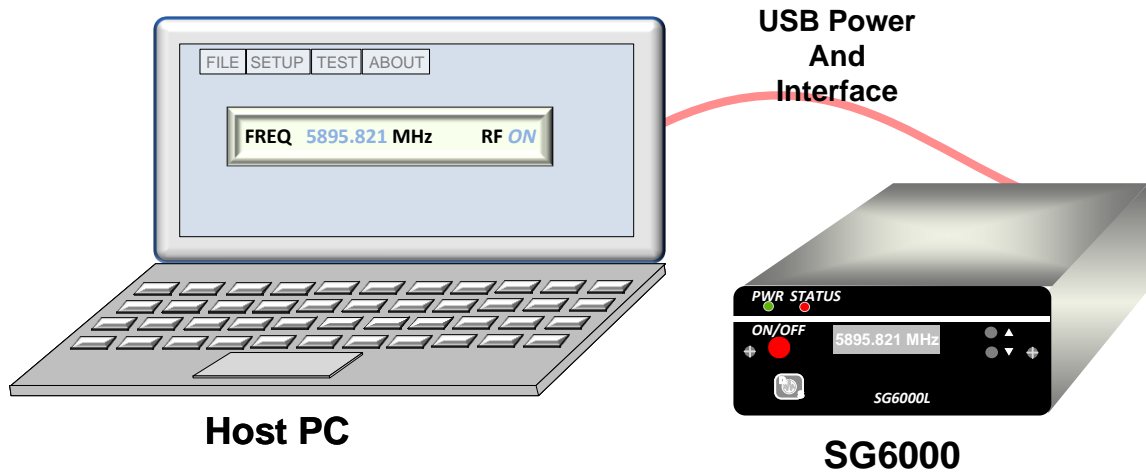 USB Power
And
Interface
FILE SETUP TEST ABOUT
FREQ 5895.821 MHz RF ON
PWR STATUS
ON/OFF
5895.821 MHz
SG6000L
Host PC
SG6000